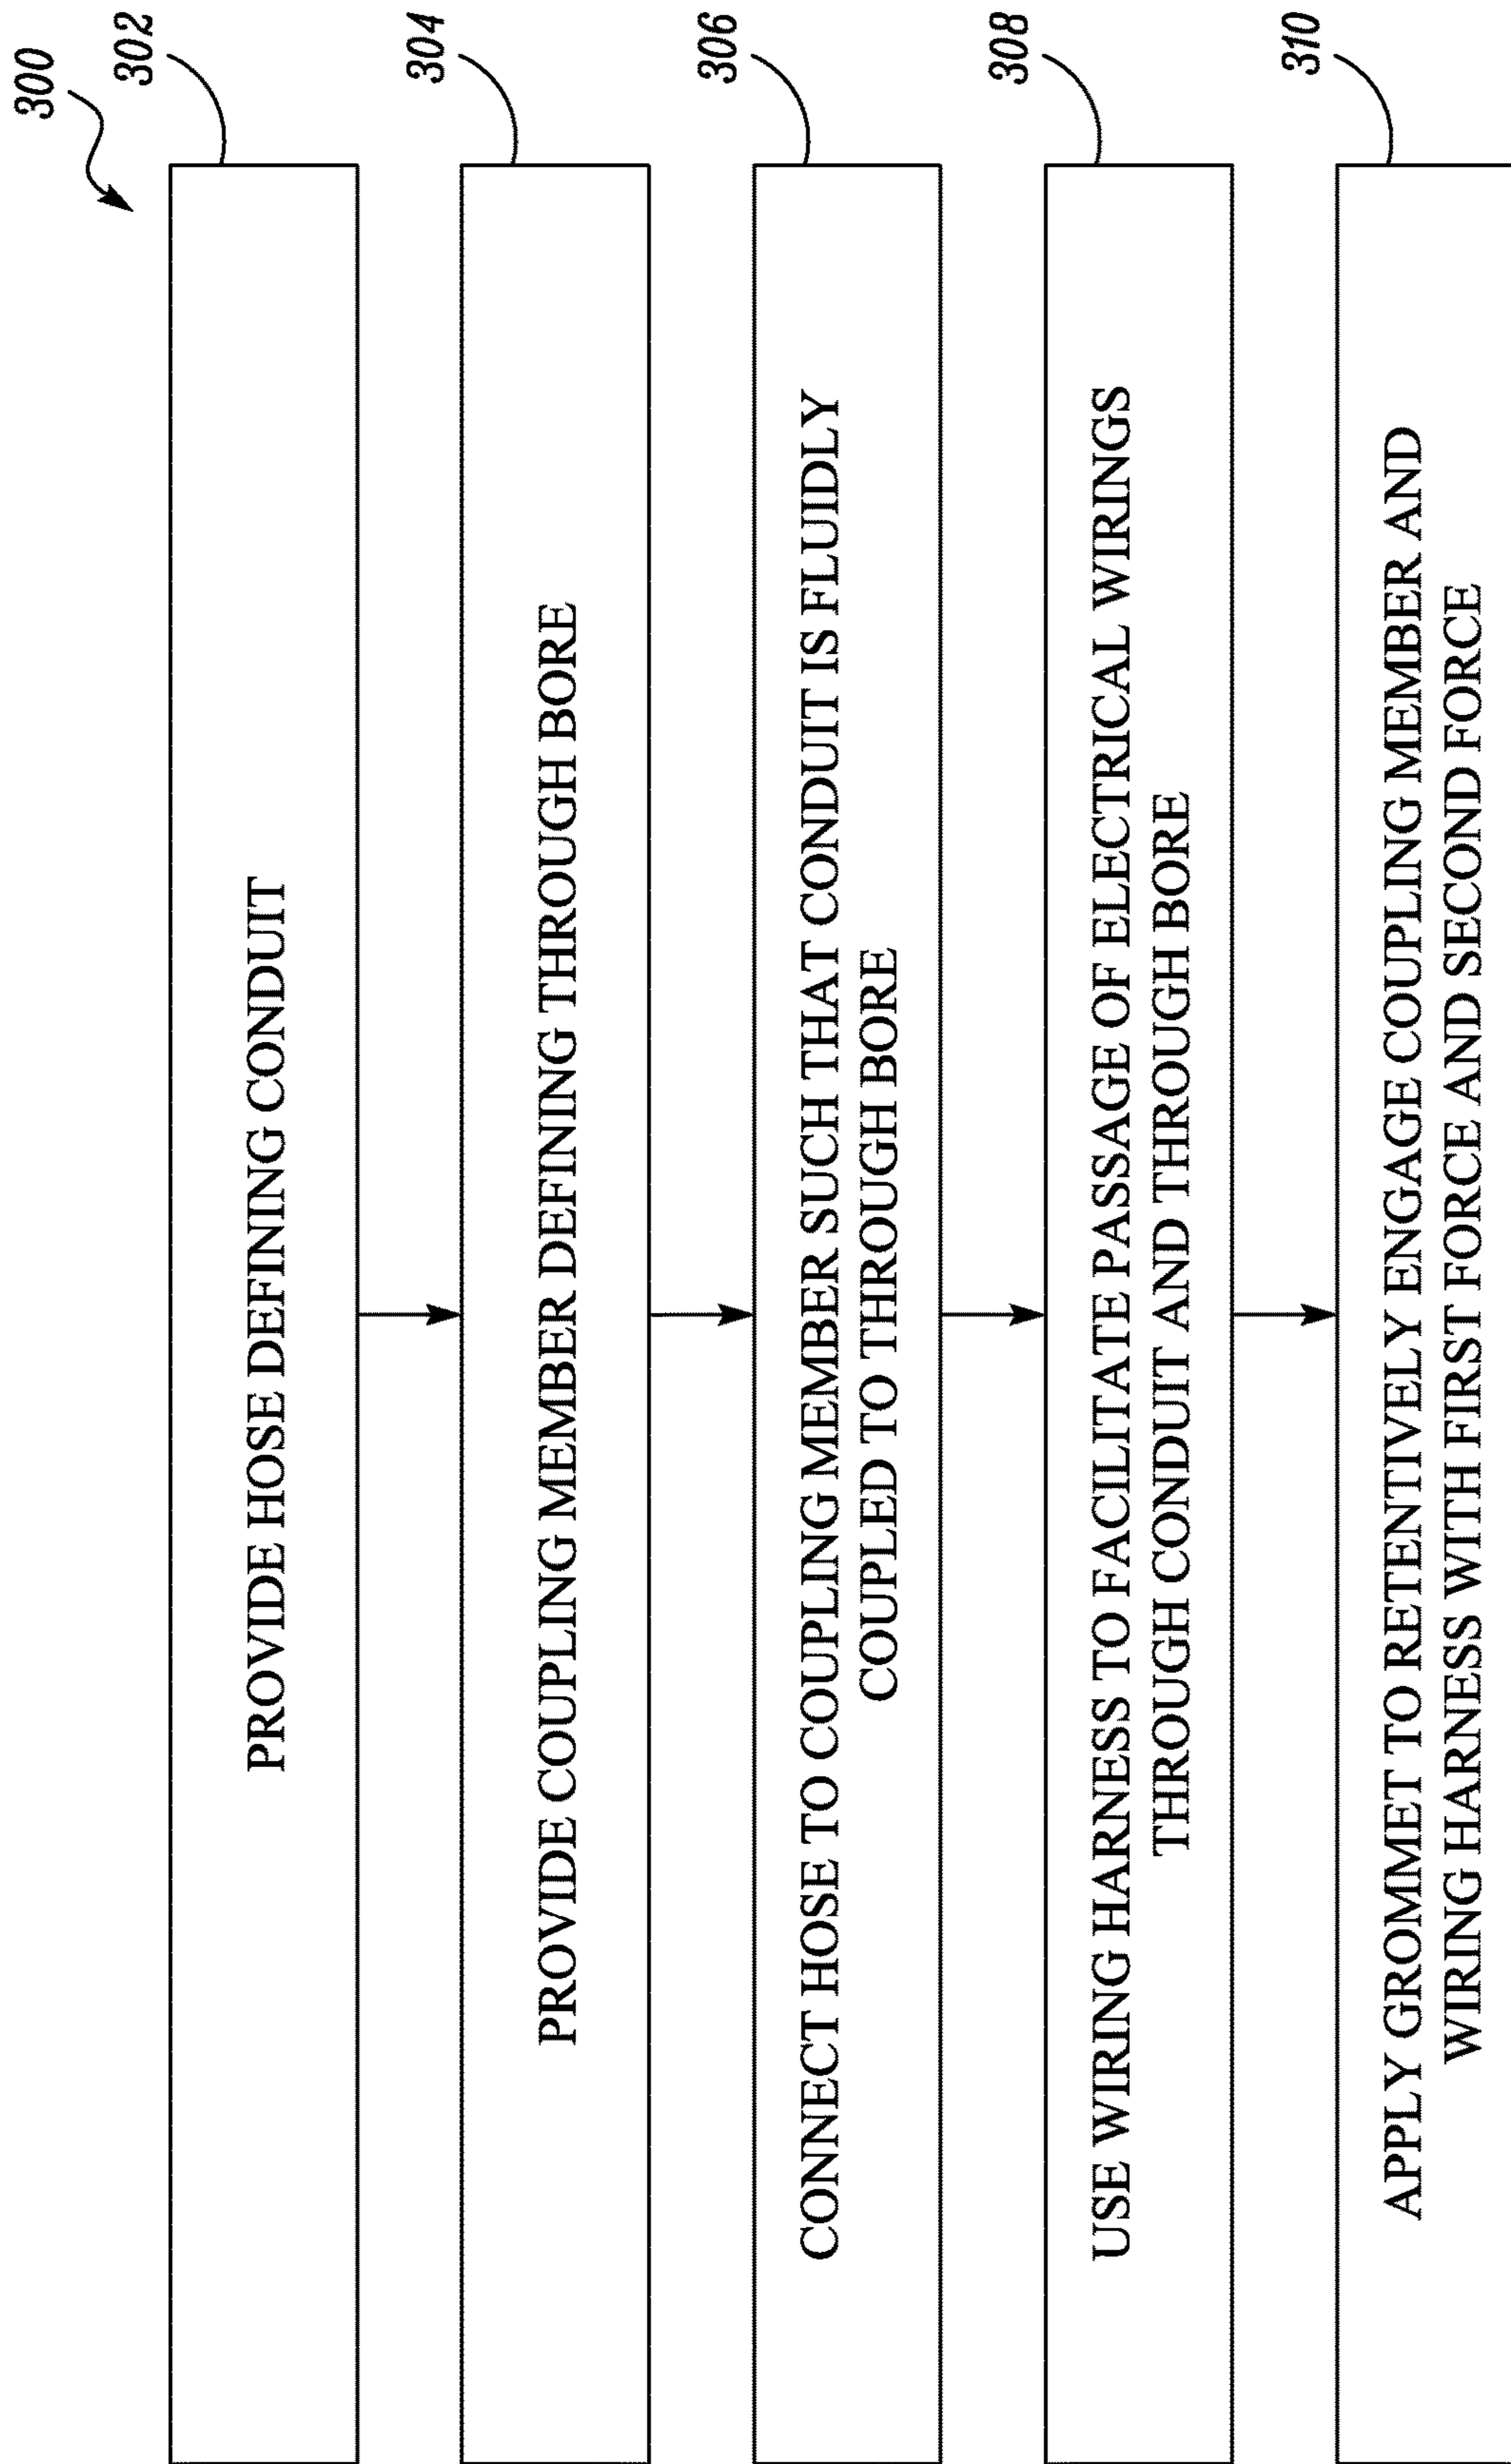 300
302
PROVIDE HOSE DEFINING CONDUIT
304
PROVIDE COUPLING MEMBER DEFINING THROUGH BORE
306
CONNECT HOSE TO COUPLING MEMBER SUCH THAT CONDUIT IS FLUIDLY
COUPLED TO THROUGH BORE
308
USE WIRING HARNESS TO FACILITATE PASSAGE OF ELECTRICAL WIRINGS
THROUGH CONDUIT AND THROUGH BORE
310
APPLY GROMMET TO RETENTIVELY ENGAGE COUPLING MEMBER AND
WIRING HARNESS WITH FIRST FORCE AND SECOND FORCE